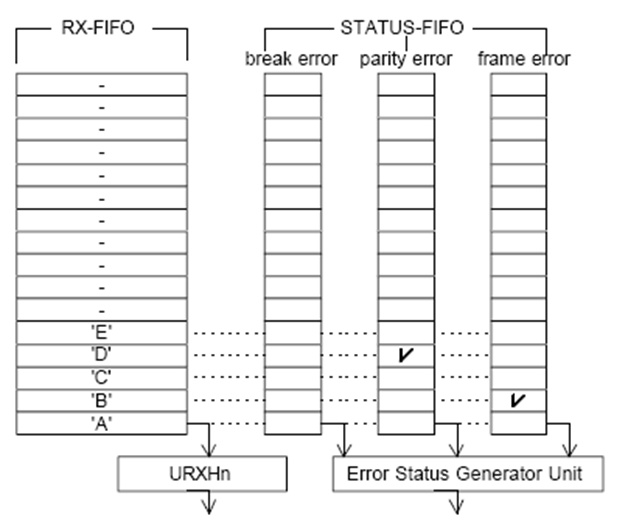 RX-FIFO STATUS-FIFO
break error parity error frame error
-
-
-
-
-
-
-
-
-
-
-
'E'
'D'
'C'
'B'
'A'
URXHn Error Status Generator Unit